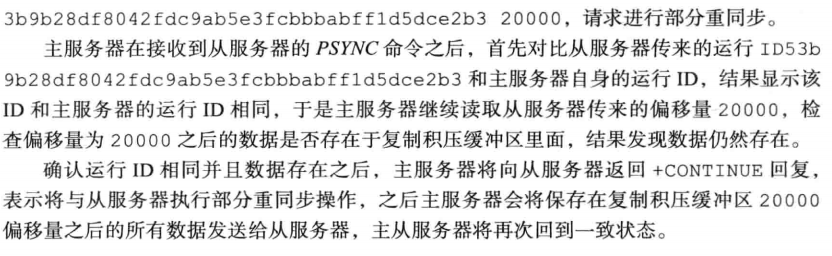 3b9b28df8042fdc9ab5e3fcbbbabff1d5dce2b3 20000，请求进行部分重同步。
主服务器在接收到从服务器的 PSYNC 命令之后，首先对比从服务器传来的运行 ID53b
9b28df8042fdc9ab5e3fcbbbabff1d5dce2b3 和主服务器自身的运行 ID，结果显示该
ID 和主服务器的运行 ID 相同，于是主服务器继续读取从服务器传来的偏移量 20000，检
查偏移量为 20000 之后的数据是否存在于复制积压缓冲区里面，结果发现数据仍然存在。
确认运行 ID 相同并且数据存在之后，主服务器将向从服务器返回 +CONTINUE 回复，
表示将与从服务器执行部分重同步操作，之后主服务器会将保存在复制积压缓冲区 20000
偏移量之后的所有数据发送给从服务器，主从服务器将再次回到一致状态。